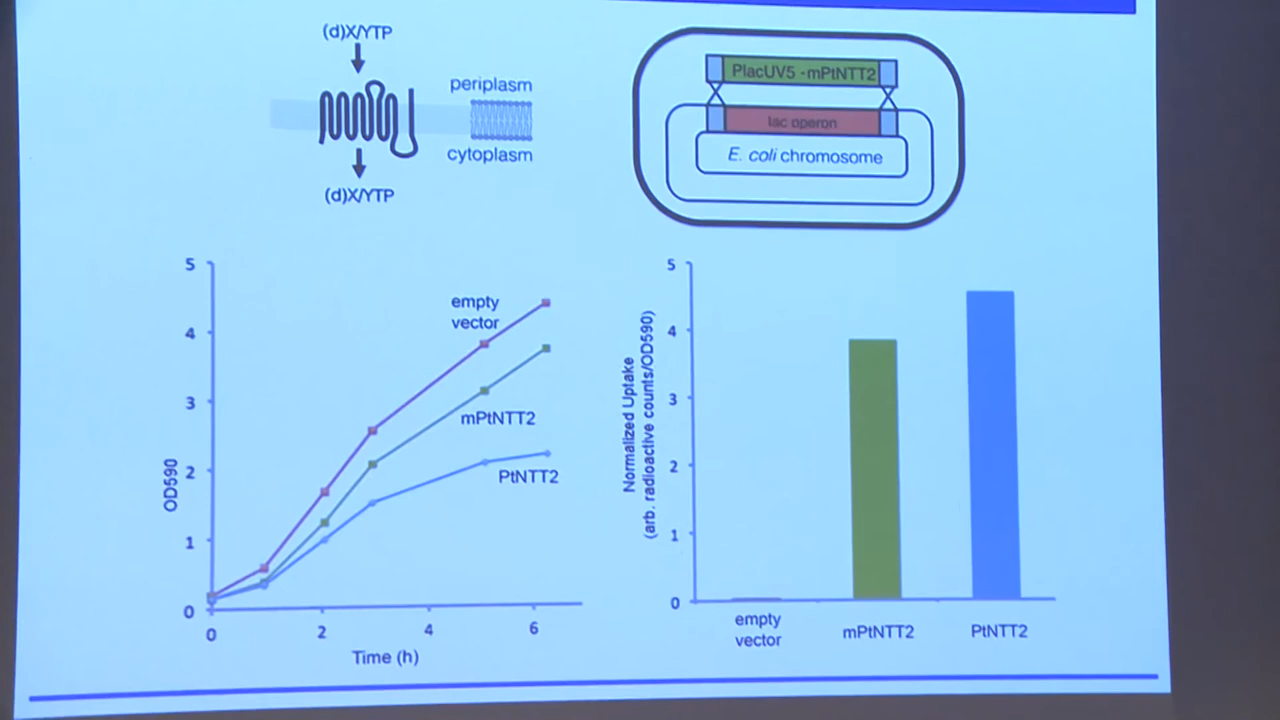 (d)X/YTP
periplasm
cytoplasm
(d)X/YTP
PlacUV5 -mPtNTT2
lac operon
E. coli chromosome
5
4
3
2
1
0
OD590
0
2
4
6
Time (h)
empty
vector
mPtNTT2
PtNTT2
5
4
3
2
1
0
Normalized Uptake
(arb. radioactive counts/OD590)
empty
vector
mPtNTT2
PtNTT2